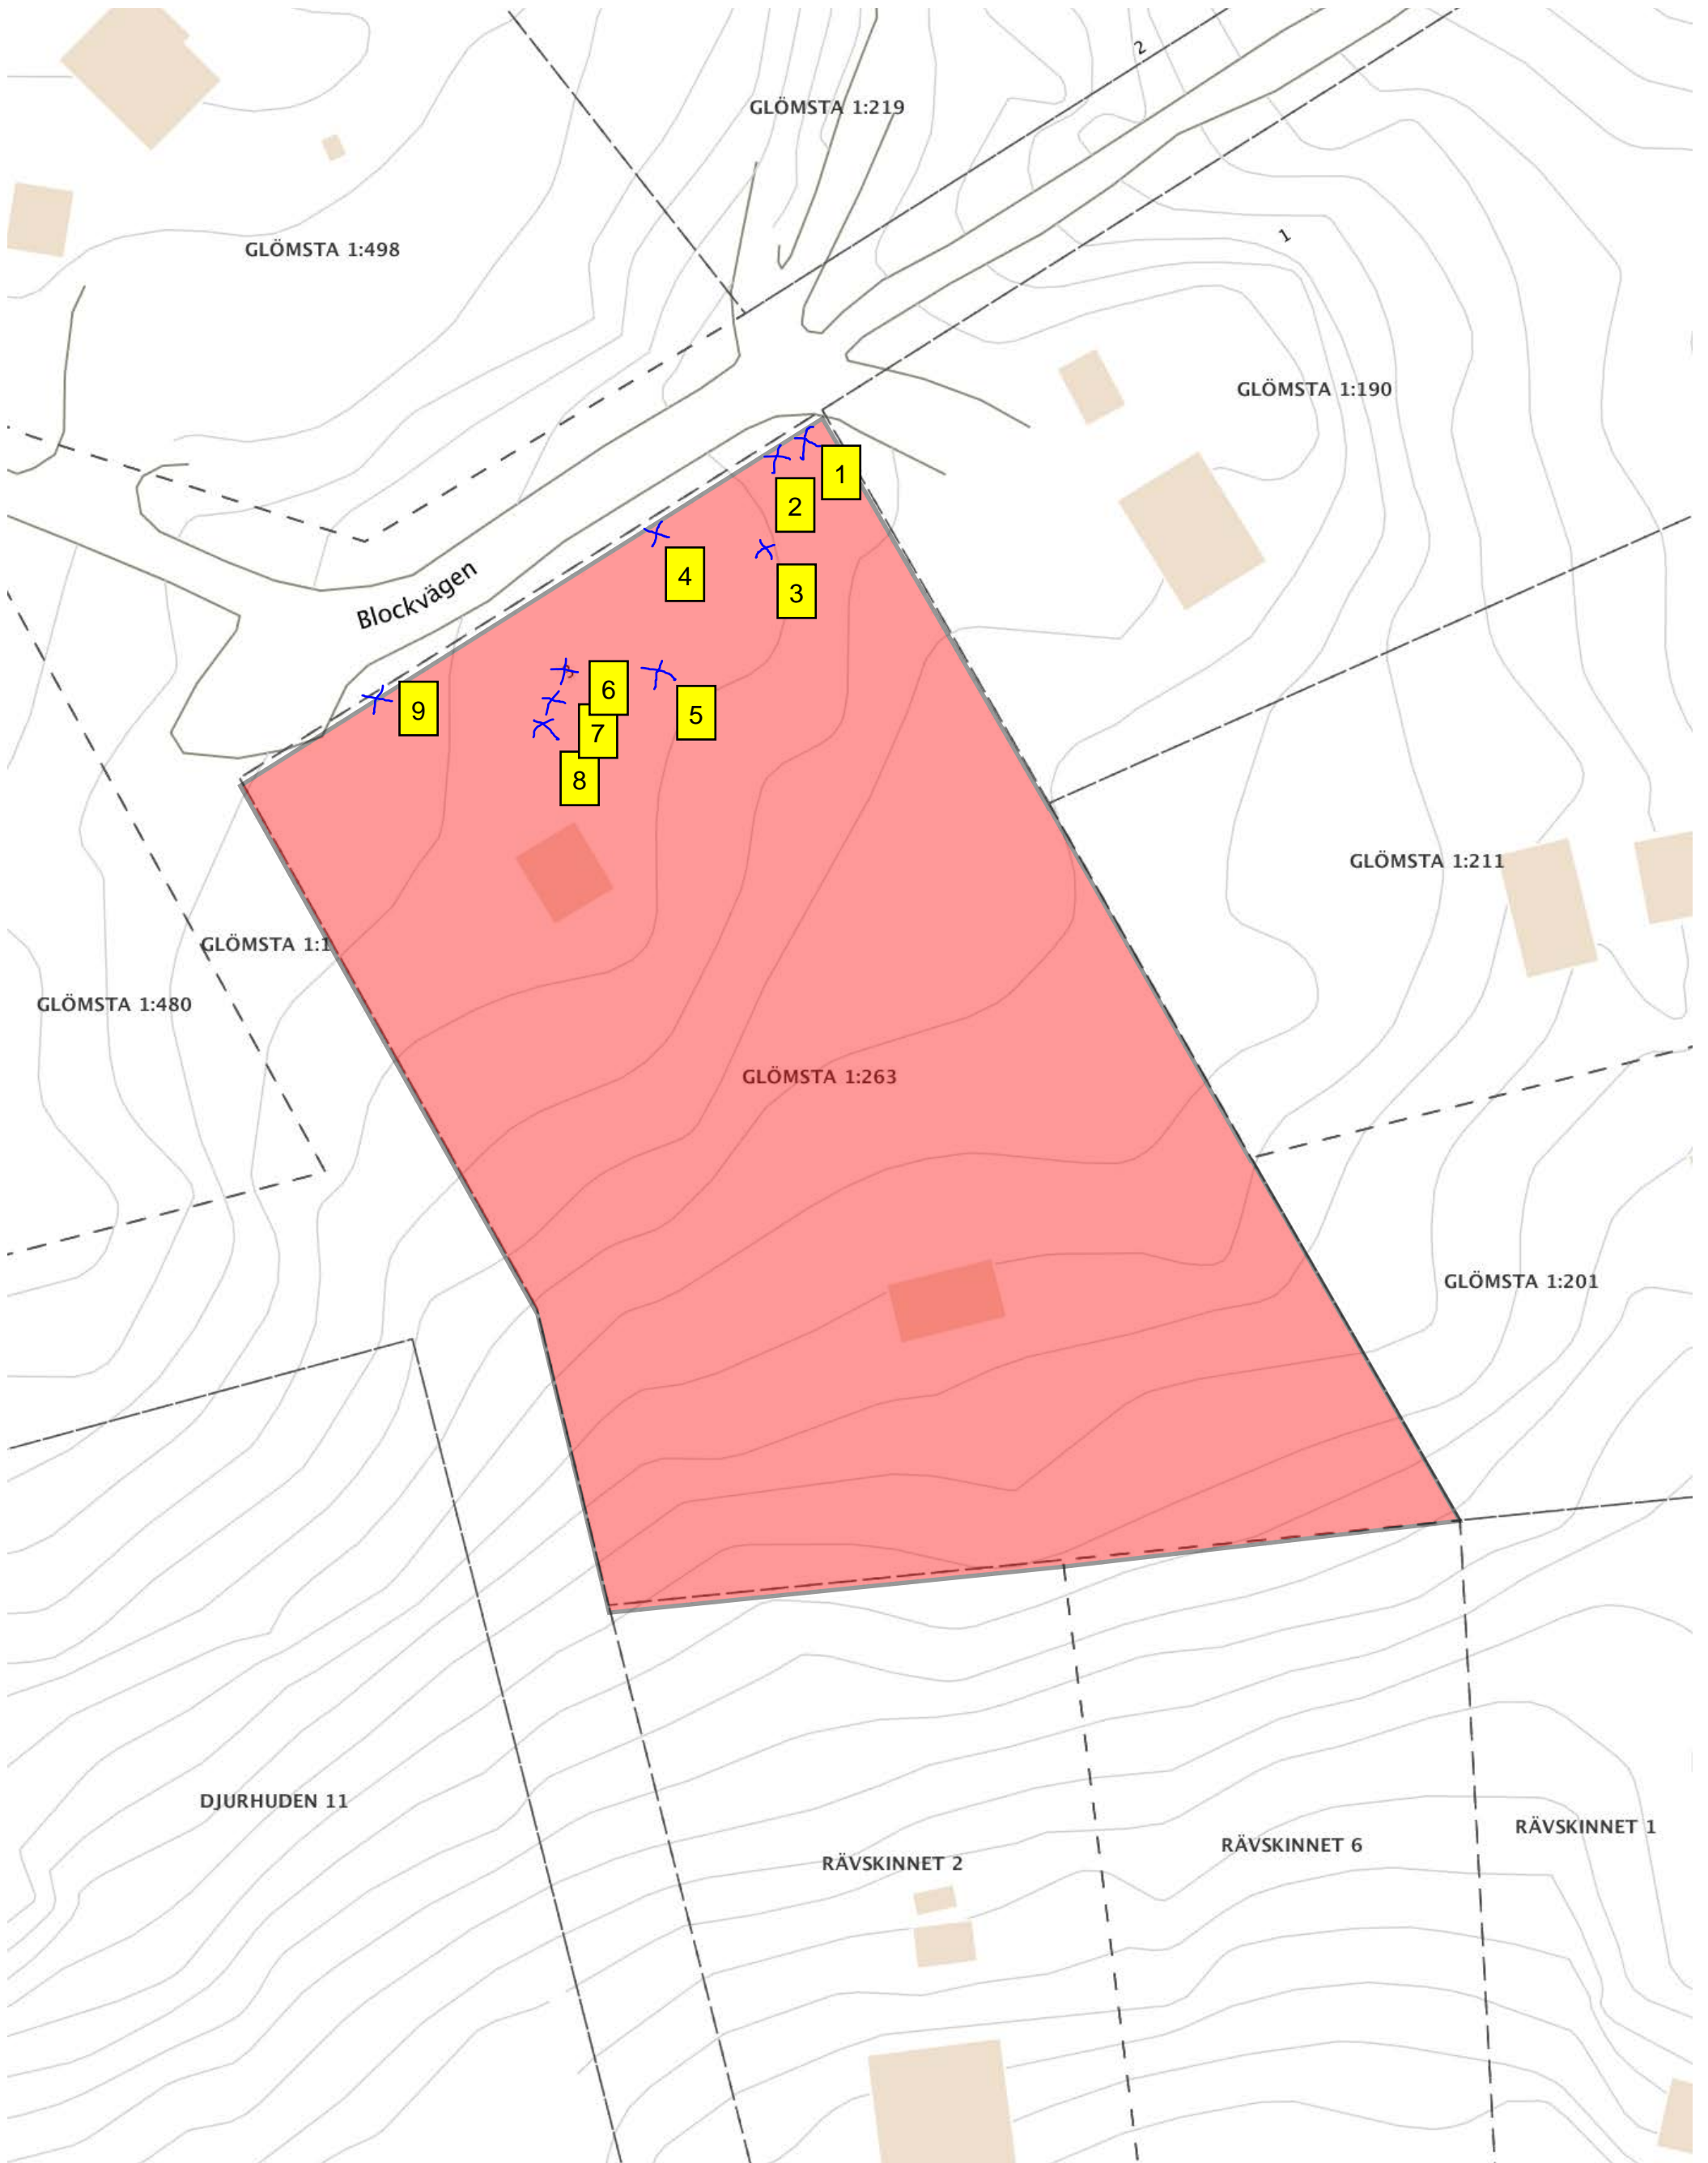 2
GLÖMSTA 1:219
1
GLÖMSTA 1:498
GLÖMSTA 1:190
1
2
4
3
Blockvägen
6
9
5
7
8
GLÖMSTA 1:211
GLÖMSTA 1:1
GLÖMSTA 1:480
GLÖMSTA 1:263
GLÖMSTA 1:201
DJURHUDEN 11
RÄVSKINNET 1
RÄVSKINNET 6
RÄVSKINNET 2